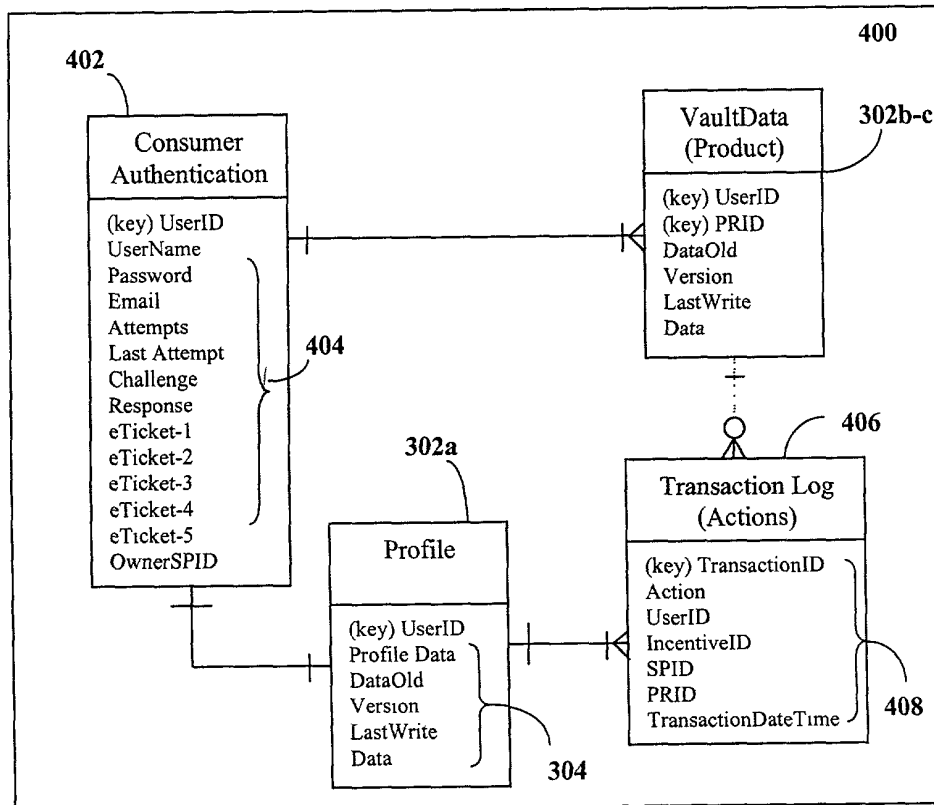 400
402
Consumer
Authentication
(key) UserID
UserName
Password
Email
Attempts
Last Attempt
Challenge
Response
eTicket-1
eTicket-2
eTicket-3
eTicket-4
eTicket-5
OwnerSPID
404
VaultData
(Product)
302b-c
(key) UserID
(key) PRID
DataOld
Version
LastWrite
Data
302a
Profile
(key) UserID
Profile Data
DataOld
Version
LastWrite
Data
304
406
Transaction Log
(Actions)
(key) TransactionID
Action
UserID
IncentiveID
SPID
PRID
TransactionDateTime
408